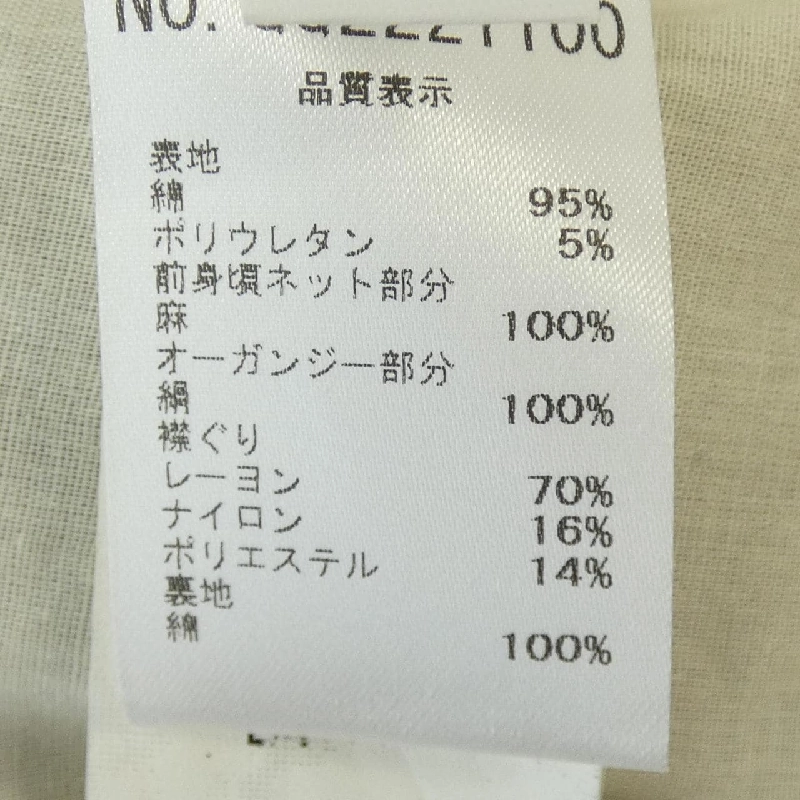 NO.
品質表示
表地
綿 95%
ポリウレタン 5%
前身頃ネット部分
麻 100%
オーガンジー部分
絹 100%
襟ぐり
レーヨン 70%
ナイロン 16%
ポリエステル 14%
裏地
綿 100%